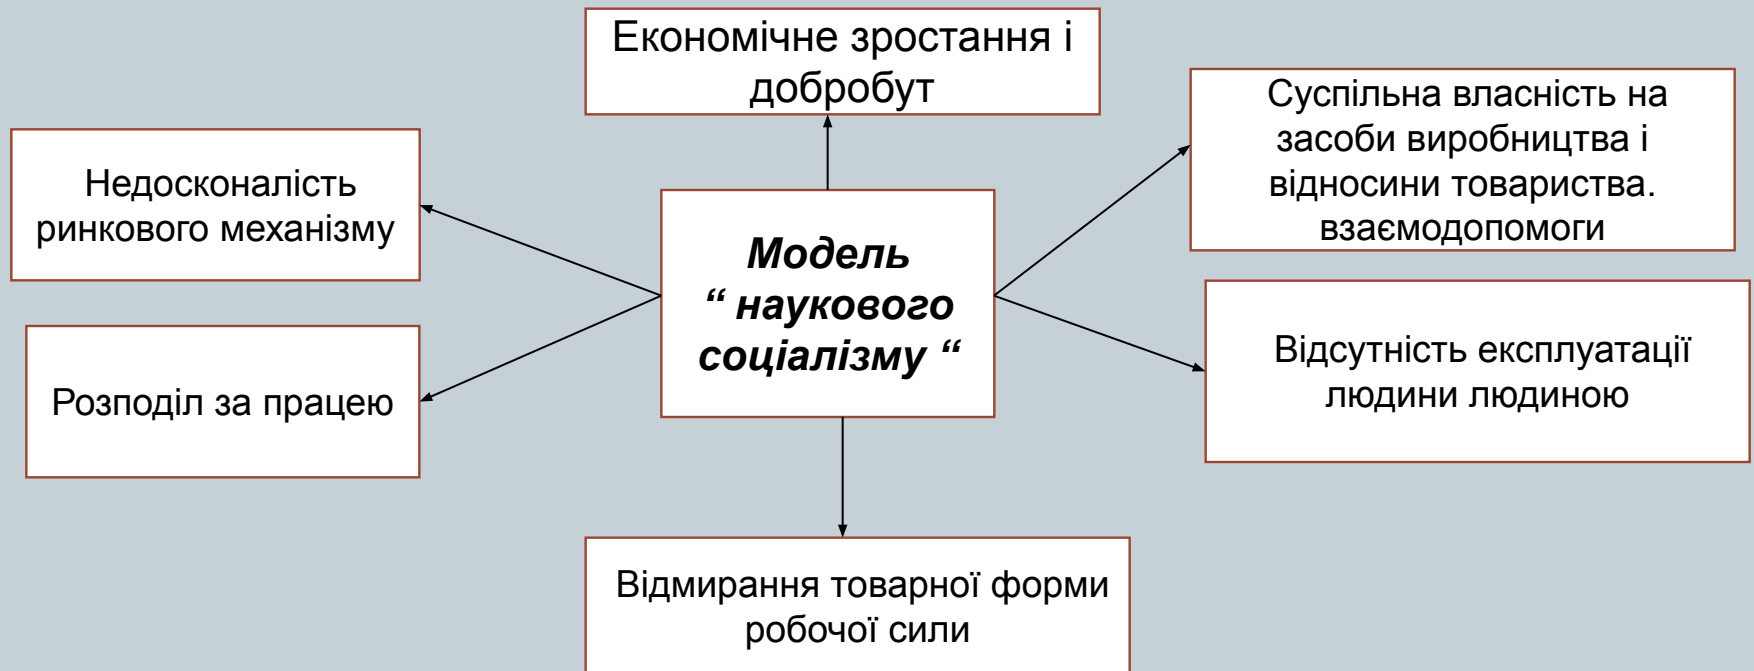 Економічне зростання і
добробут
Недосконалість
ринкового механізму
Суспільна власність на
засоби виробництва і
відносини товариства.
взаємодопомоги
Модель
“ наукового
соціалізму “
Розподіл за працею
Відсутність експлуатації
людини людиною
Відмирання товарної форми
робочої сили